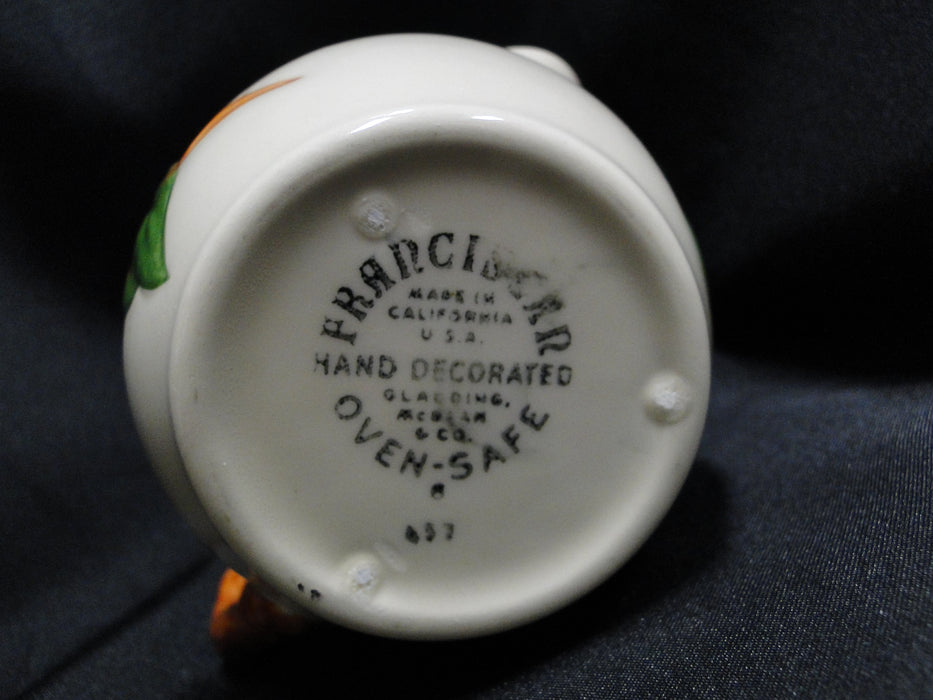 FRANCISCAN
MADE IN
CALIFORNIA
U.S.A.
HAND DECORATED
GLADDING,
McBEAN
& CO.
OVEN-SAFE